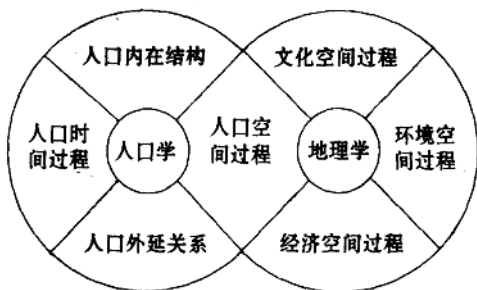 人口内在结构
文化空间过程
人口时
间过程
人口学
人口空
间过程
地理学
环境空
间过程
人口外延关系
经济空间过程